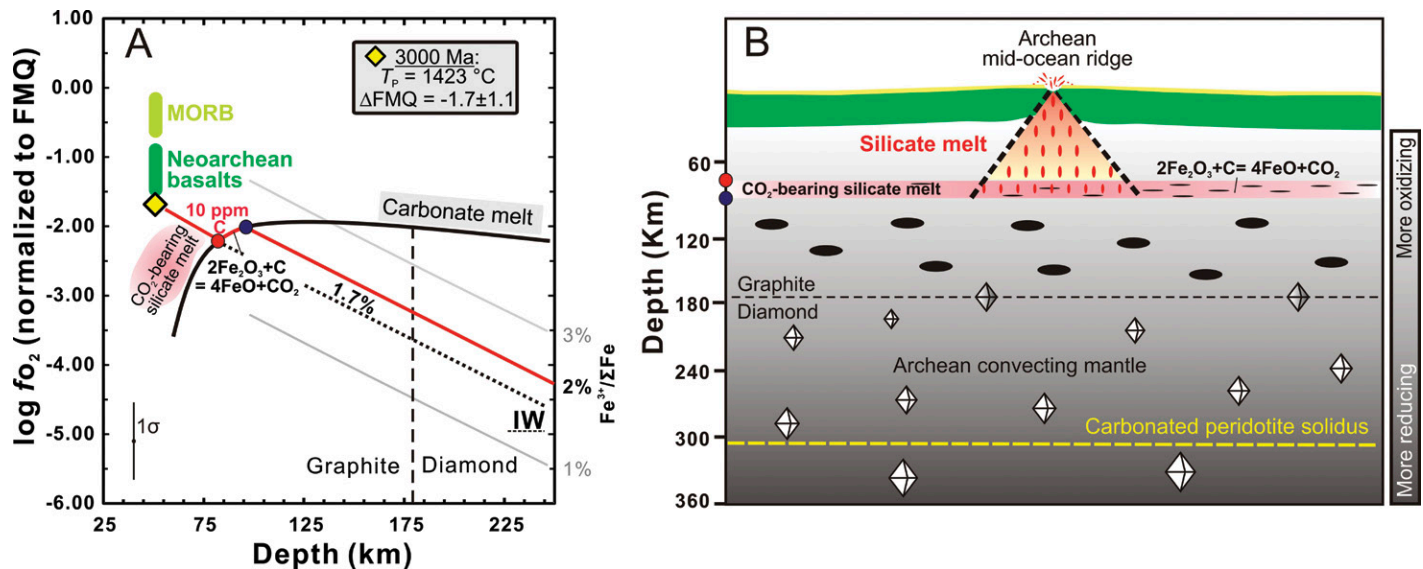 A
1.00
0.00
-1.00
-2.00
-3.00
-4.00
-5.00
-6.00
log fo₂ (normalized to FMQ)
3000 Ma:
Tₚ = 1423 °C
ΔFMQ = -1.7±1.1
MORB
Neoarchean
basalts
10 ppm
C
Carbonate melt
CO₂-bearing
silicate melt
2Fe₂O₃+C
= 4FeO+CO₂
1.7%
3%
2%
1%
Fe³⁺/ΣFe
IW
1σ
Graphite
Diamond
25
75
125
175
225
Depth (km)
B
Archean
mid-ocean ridge
Silicate melt
2Fe₂O₃+C= 4FeO+CO₂
CO₂-bearing silicate melt
60
120
180
240
300
360
Depth (Km)
Graphite
Diamond
Archean convecting mantle
Carbonated peridotite solidus
More oxidizing
More reducing